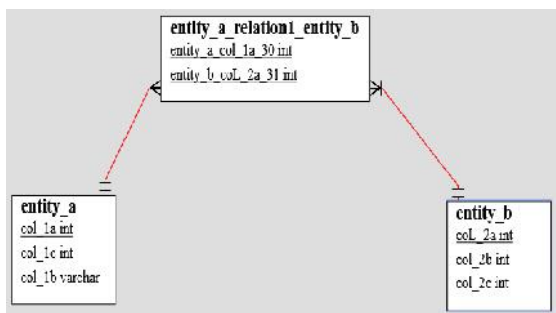 entity_a_relation1_entity_b
entity_a_col_1a_30 int
entity_b_coL_2a_31 int
entity_a
col_1a int
col_1c int
col_1b varchar
entity_b
coL_2a int
col_2b int
col_2c int